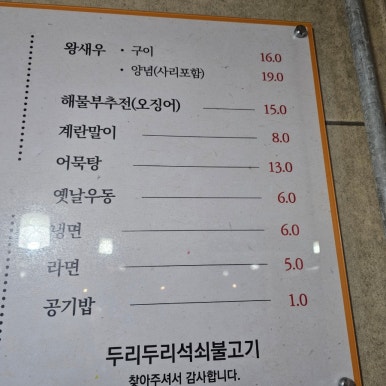 왕새우 · 구이 16.0
· 양념(사리포함) 19.0
해물부추전(오징어) 15.0
계란말이 8.0
어묵탕 13.0
옛날우동 6.0
냉면 6.0
라면 5.0
공기밥 1.0
두리두리석쇠불고기
찾아주셔서 감사합니다.